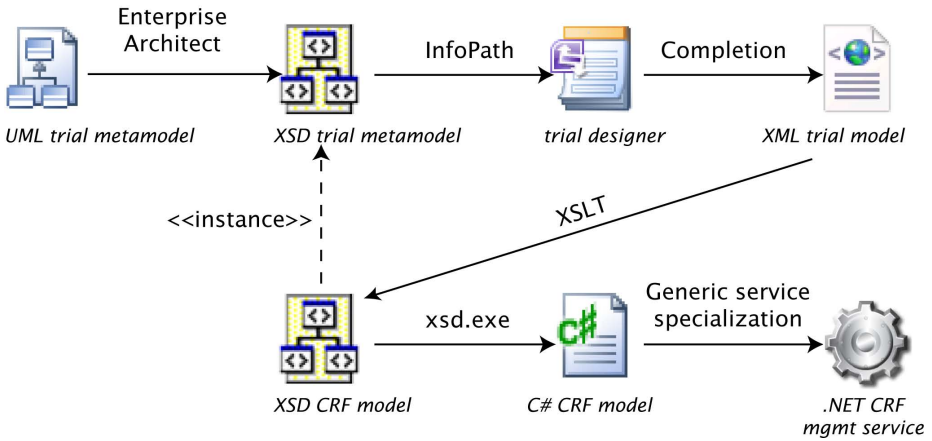 Enterprise
Architect
InfoPath
Completion
UML trial metamodel
XSD trial metamodel
trial designer
XML trial model
<<instance>>
XSLT
xsd.exe
Generic service
specialization
C#
XSD CRF model
C# CRF model
.NET CRF
mgmt service